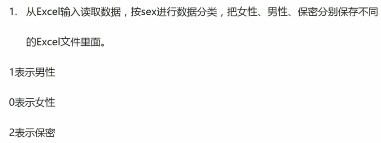 1. 从Excel输入读取数据，按sex进行数据分类，把女性、男性、保密分别保存不同
的Excel文件里面。
1表示男性
0表示女性
2表示保密